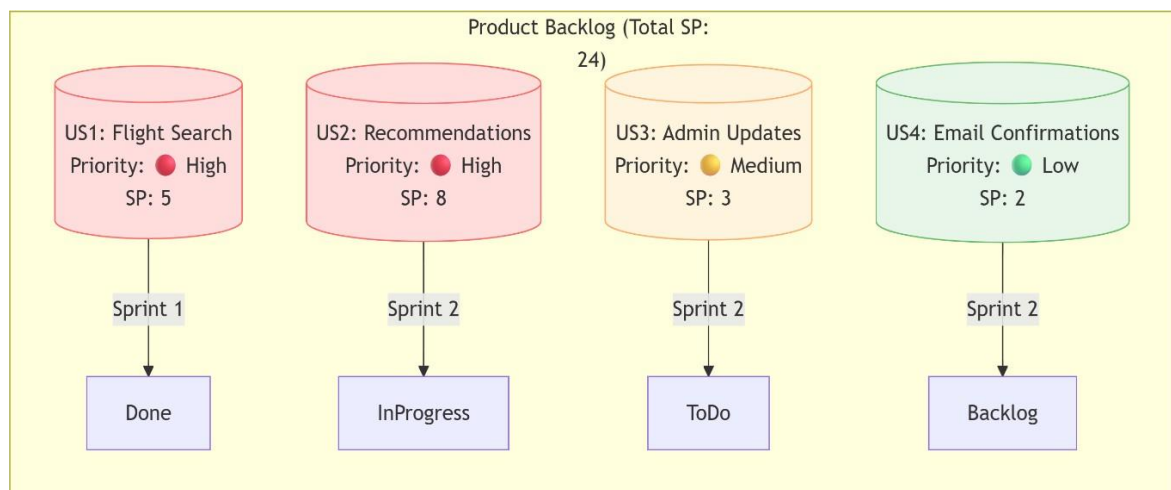 Product Backlog (Total SP:
24)
US1: Flight Search
Priority: 🔴 High
SP: 5
US2: Recommendations
Priority: 🔴 High
SP: 8
US3: Admin Updates
Priority: 🟡 Medium
SP: 3
US4: Email Confirmations
Priority: 🟢 Low
SP: 2
Sprint 1
Sprint 2
Sprint 2
Sprint 2
Done
InProgress
ToDo
Backlog